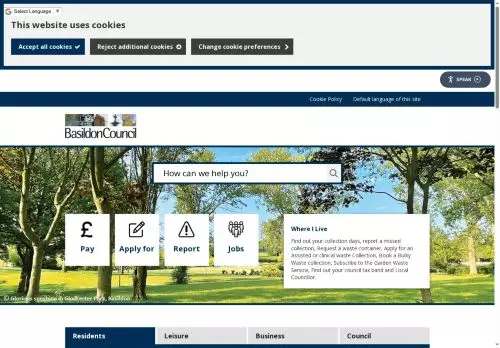 Select Language
This website uses cookies
Accept all cookies
Reject additional cookies
Change cookie preferences
SPEAK
Cookie Policy
Default language of this site
BasildonCouncil
How can we help you?
£
Pay
Apply for
Report
Jobs
Where I Live
Find out your collection days, report a missed
collection, Request a waste container, Apply for an
Assisted or clinical waste Collection, Book a Bulky
Waste collection, Subscribe to the Garden Waste
Service, Find out your council tax band and Local
Councillor.
© Glorious sunshine in Gloucester Park, Basildon
Residents
Leisure
Business
Council